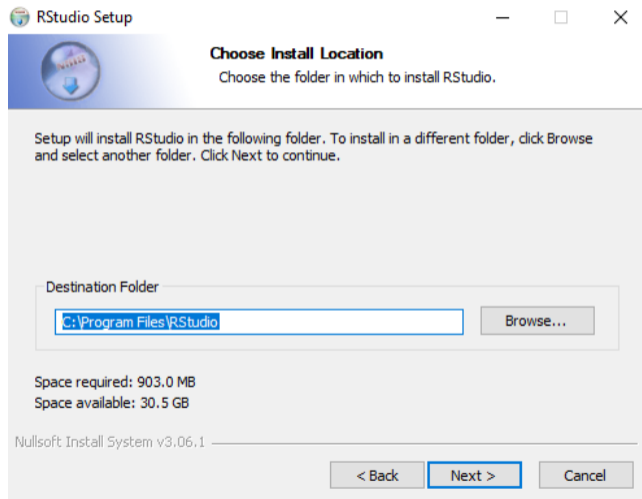 RStudio Setup
Choose Install Location
Choose the folder in which to install RStudio.
Setup will install RStudio in the following folder. To install in a different folder, click Browse
and select another folder. Click Next to continue.
Destination Folder
C:\Program Files\RStudio
Browse...
Space required: 903.0 MB
Space available: 30.5 GB
Nullsoft Install System v3.06.1
< Back
Next >
Cancel